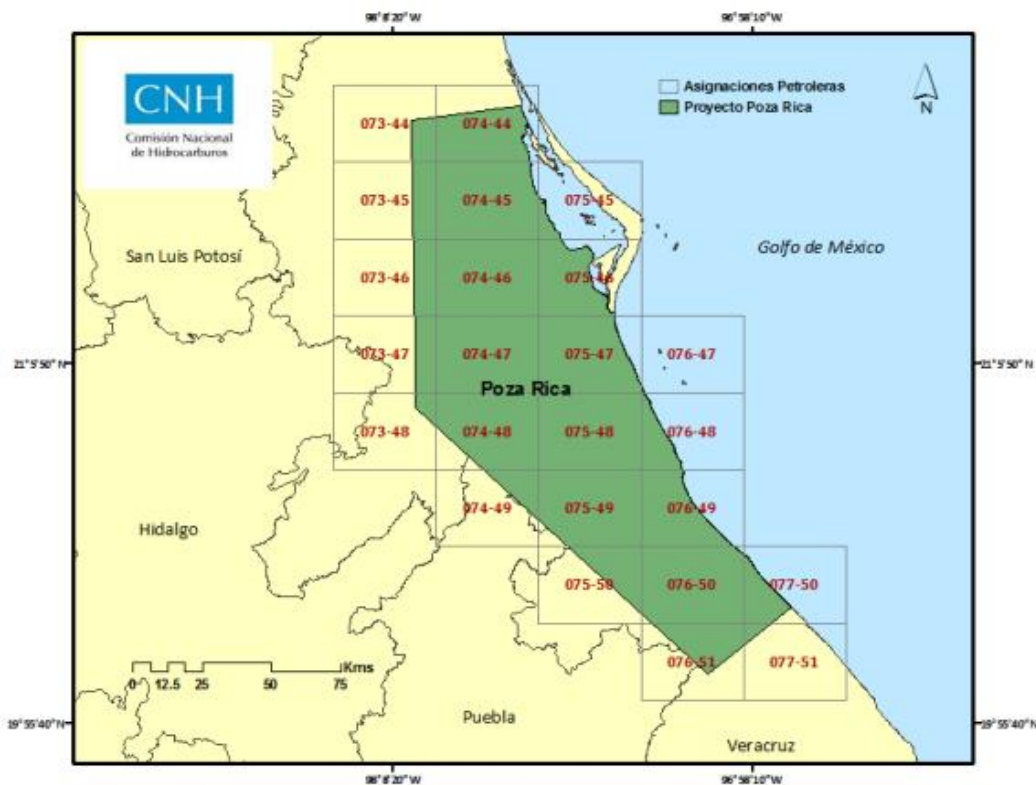 98°8'20" W
96°58'10" W
CNH
Comisión Nacional
de Hidrocarburos
Asignaciones Petroleras
Proyecto Poza Rica
N
073-44
074-44
073-45
074-45
075-45
Golfo de México
San Luis Potosí
073-46
074-46
075-46
073-47
074-47
075-47
076-47
21°5'50" N
21°5'50" N
Poza Rica
073-48
074-48
075-48
076-48
074-49
075-49
076-49
Hidalgo
075-50
076-50
077-50
076-51
077-51
Kms
0 12.5 25 50 75
Puebla
Veracruz
19°55'40" N
19°55'40" N
98°8'20" W
96°58'10" W